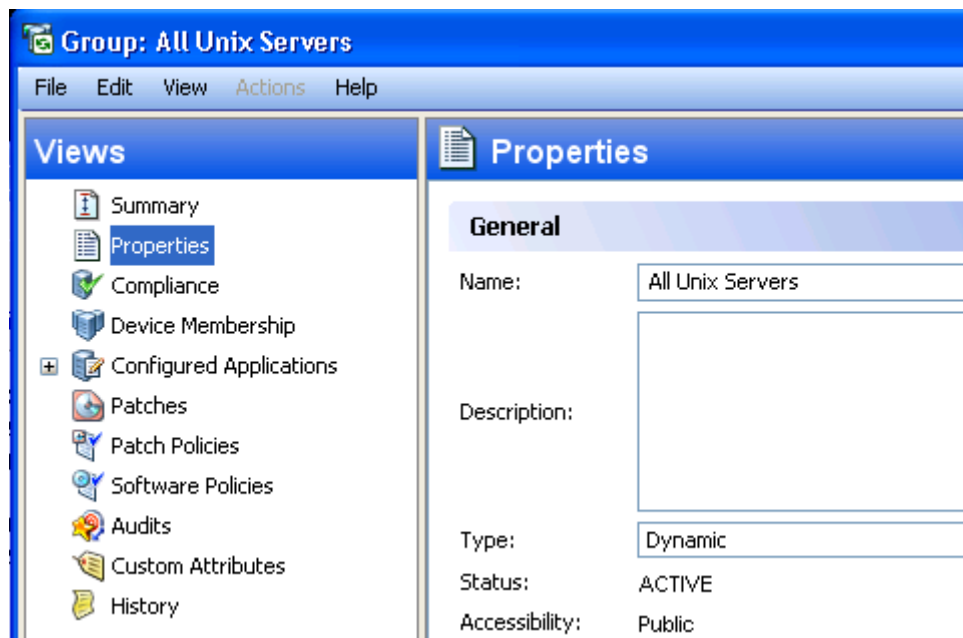 Group: All Unix Servers
File Edit View Actions Help
Views
Summary
Properties
Compliance
Device Membership
Configured Applications
Patches
Patch Policies
Software Policies
Audits
Custom Attributes
History
Properties
General
Name: All Unix Servers
Description:
Type: Dynamic
Status: ACTIVE
Accessibility: Public